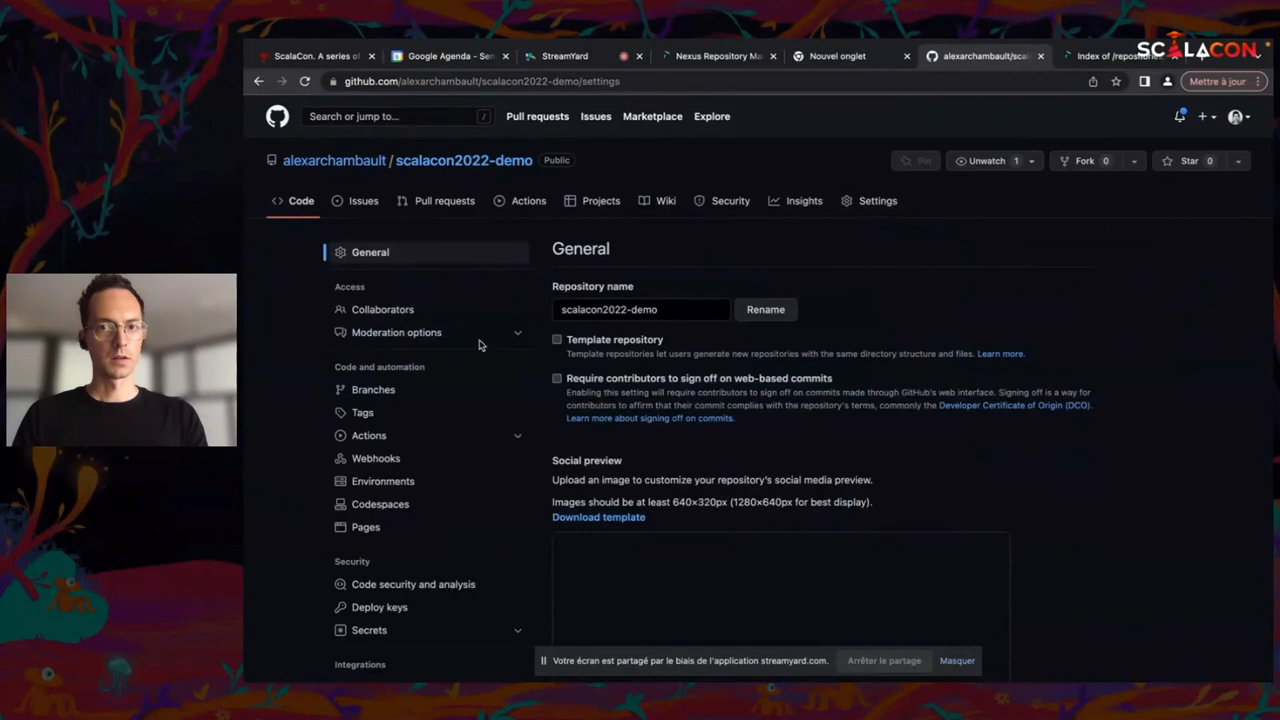 SCALACON.
ScalaCon. A series of
Google Agenda - Sem
StreamYard
Nexus Repository Ma
Nouvel onglet
alexarchambault/scal
Index of /repositor
github.com/alexarchambault/scalacon2022-demo/settings
Mettre à jour
Search or jump to... /
Pull requests Issues Marketplace Explore
alexarchambault / scalacon2022-demo Public
Pin Unwatch 1 Fork 0 Star 0
Code Issues Pull requests Actions Projects Wiki Security Insights Settings
General
Access
Collaborators
Moderation options
Code and automation
Branches
Tags
Actions
Webhooks
Environments
Codespaces
Pages
Security
Code security and analysis
Deploy keys
Secrets
Integrations
General
Repository name
scalacon2022-demo Rename
Template repository
Template repositories let users generate new repositories with the same directory structure and files. Learn more.
Require contributors to sign off on web-based commits
Enabling this setting will require contributors to sign off on commits made through GitHub's web interface. Signing off is a way for
contributors to affirm that their commit complies with the repository's terms, commonly the Developer Certificate of Origin (DCO).
Learn more about signing off on commits.
Social preview
Upload an image to customize your repository's social media preview.
Images should be at least 640×320px (1280×640px for best display).
Download template
Votre écran est partagé par le biais de l'application streamyard.com. Arrêter le partage Masquer